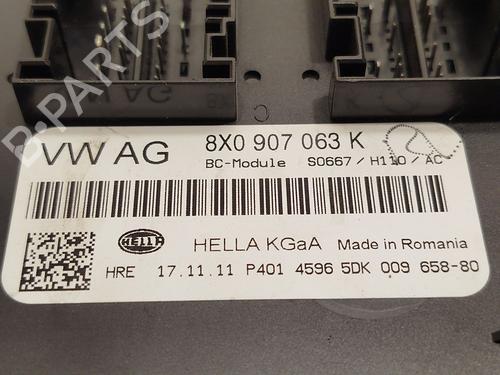 B-PARTS
C
VW AG
8X0 907 063 K
BC-Module S0667/H110/AC
HELLA
HELLA KGaA Made in Romania
HRE 17.11.11 P401 4596 5DK 009 658-80